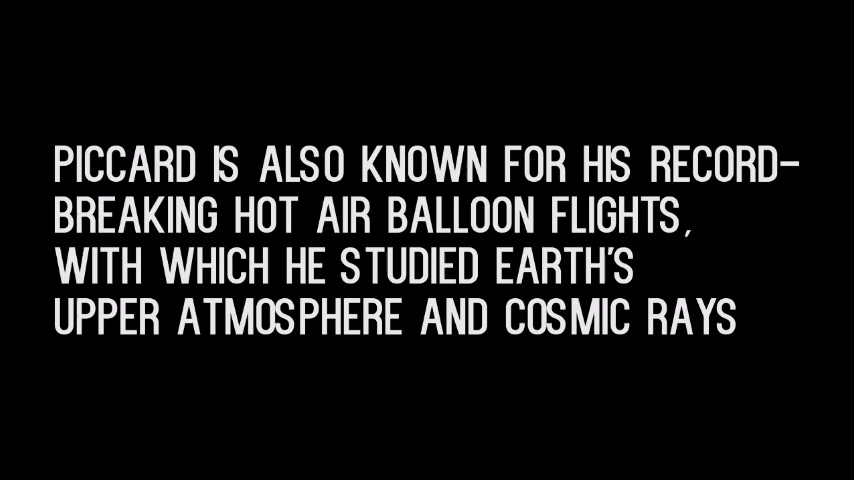 PICCARD IS ALSO KNOWN FOR HIS RECORD-
BREAKING HOT AIR BALLOON FLIGHTS,
WITH WHICH HE STUDIED EARTH'S
UPPER ATMOSPHERE AND COSMIC RAYS